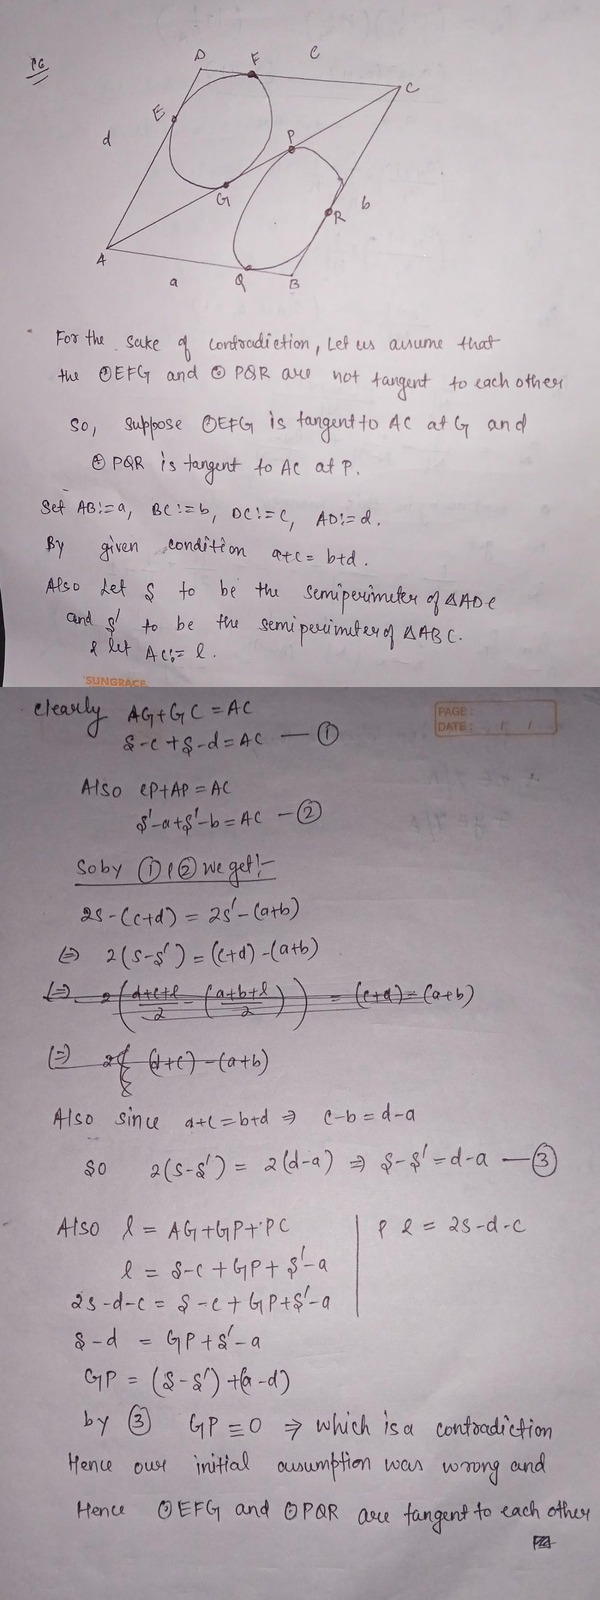 P6
D F c C
E
d
P
G R b
A
a Q B
For the sake of contradiction, Let us assume that
the ⊙EFG and ⊙PQR are not tangent to each other
So, suppose ⊙EFG is tangent to AC at G and
⊙PQR is tangent to AC at P.
Set AB:=a, BC:=b, DC:=c, AD:=d.
By given condition a+c= b+d.
Also Let S to be the semiperimeter of △ADC
and S' to be the semiperimeter of △ABC.
& let AC:= l.
SUNGRACE
PAGE:
DATE: / /
Clearly AG+GC=AC
S-c+S-d=AC — ①
Also CP+AP=AC
S'-a+S'-b=AC — ②
So by ① & ② we get:-
2S-(c+d) = 2S'-(a+b)
⇔ 2(S-S') = (c+d)-(a+b)
⇔ 2((d+c+l)/2 - (a+b+l)/2) = (c+d)-(a+b)
⇔ 2{ (d+c)-(a+b)
Also since a+c=b+d ⇒ c-b=d-a
So 2(S-S') = 2(d-a) ⇒ S-S'=d-a — ③
Also l = AG+GP+PC & l = 2S-d-c
l = S-c+GP+S'-a
2S-d-c = S-c+GP+S'-a
S-d = GP+S'-a
GP = (S-S')+(a-d)
by ③ GP=0 ⇒ which is a contradiction
Hence our initial assumption was wrong and
Hence ⊙EFG and ⊙PQR are tangent to each other